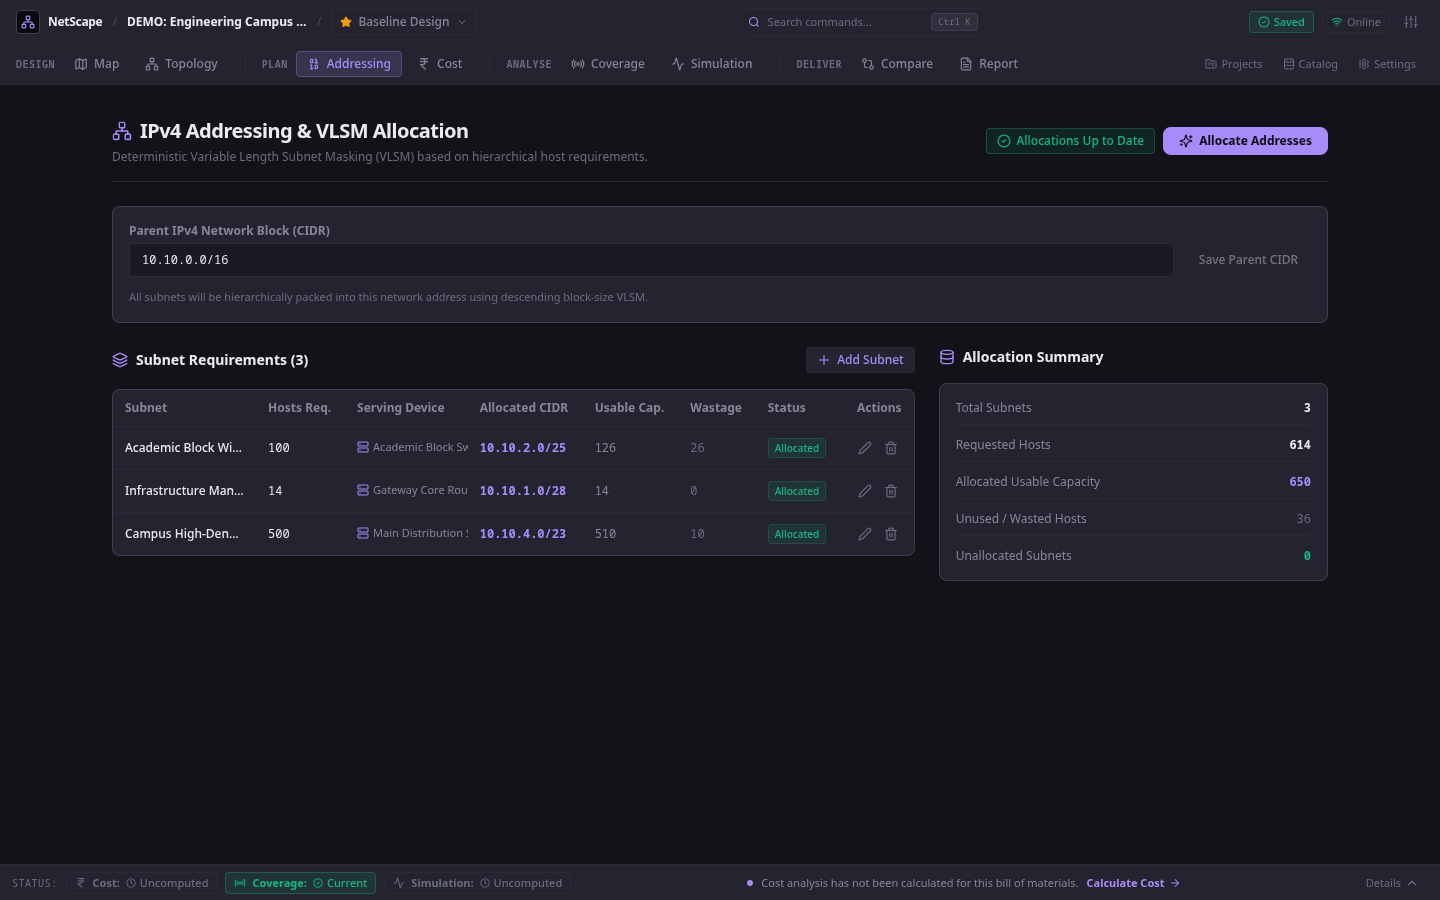 NetScape / DEMO: Engineering Campus ... / Baseline Design Search commands... Ctrl K Saved Online
DESIGN Map Topology PLAN Addressing Cost ANALYSE Coverage Simulation DELIVER Compare Report Projects Catalog Settings
IPv4 Addressing & VLSM Allocation
Deterministic Variable Length Subnet Masking (VLSM) based on hierarchical host requirements.
Allocations Up to Date Allocate Addresses
Parent IPv4 Network Block (CIDR)
10.10.0.0/16 Save Parent CIDR
All subnets will be hierarchically packed into this network address using descending block-size VLSM.
Subnet Requirements (3) Add Subnet
Subnet Hosts Req. Serving Device Allocated CIDR Usable Cap. Wastage Status Actions
Academic Block Wi... 100 Academic Block Sw 10.10.2.0/25 126 26 Allocated
Infrastructure Man... 14 Gateway Core Rou 10.10.1.0/28 14 0 Allocated
Campus High-Den... 500 Main Distribution S 10.10.4.0/23 510 10 Allocated
Allocation Summary
Total Subnets 3
Requested Hosts 614
Allocated Usable Capacity 650
Unused / Wasted Hosts 36
Unallocated Subnets 0
STATUS: Cost: Uncomputed Coverage: Current Simulation: Uncomputed Cost analysis has not been calculated for this bill of materials. Calculate Cost Details